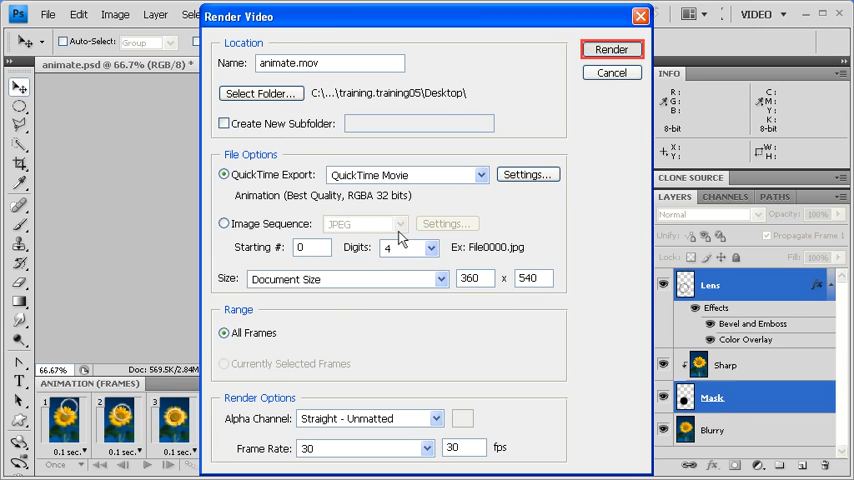 Ps File Edit Image Layer VIDEO
Render Video
Auto-Select: Group
animate.psd @ 66.7% (RGB/8) *
Location
Name: animate.mov
Select Folder... C:\...\training.training05\Desktop\
Create New Subfolder:
File Options
QuickTime Export: QuickTime Movie Settings...
Animation (Best Quality, RGBA 32 bits)
Image Sequence: JPEG Settings...
Starting #: 0 Digits: 4 Ex: File0000.jpg
Size: Document Size 360 x 540
Range
All Frames
Currently Selected Frames
Render Options
Alpha Channel: Straight - Unmatted
Frame Rate: 30 30 fps
Render
Cancel
INFO
R: C:
G: M:
B: Y:
K:
8-bit 8-bit
X: W:
Y: H:
CLONE SOURCE
LAYERS CHANNELS PATHS
Normal Opacity: 100%
Unify: Propagate Frame 1
Lock: Fill: 100%
Lens fx
Effects
Bevel and Emboss
Color Overlay
Sharp
Mask
Blurry
66.67% Doc: 569.5K/2.84M
ANIMATION (FRAMES)
1 2 3
0.1 sec. 0.1 sec. 0.1 sec.
Once